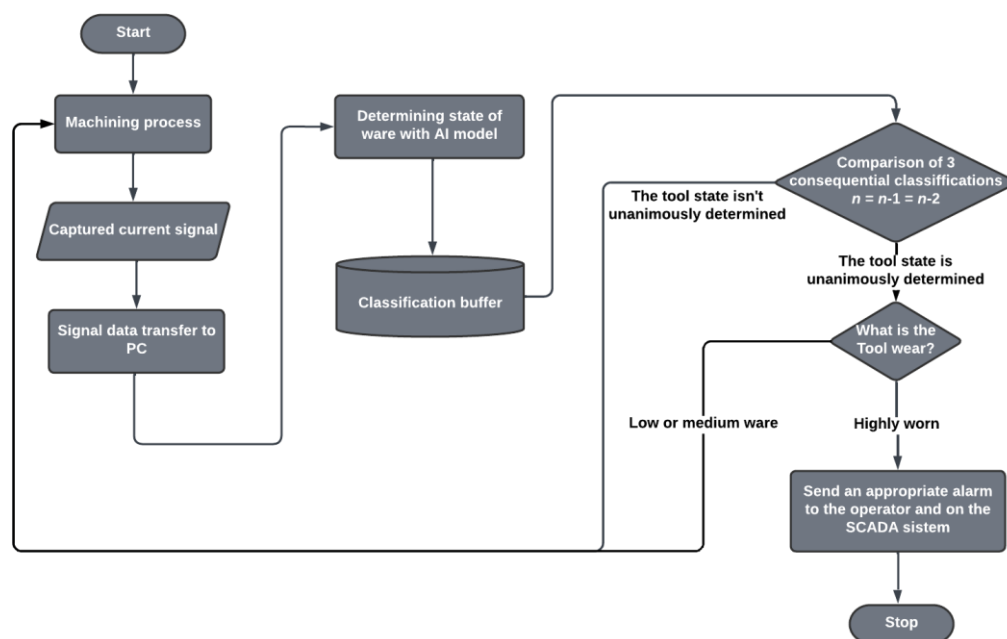 Start
Machining process
Captured current signal
Signal data transfer to
PC
Determining state of
ware with AI model
Classification buffer
Comparison of 3
consequential classiffications
n = n-1 = n-2
The tool state isn't
unanimously determined
The tool state is
unanimously determined
What is the
Tool wear?
Low or medium ware
Highly worn
Send an appropriate alarm
to the operator and on the
SCADA sistem
Stop